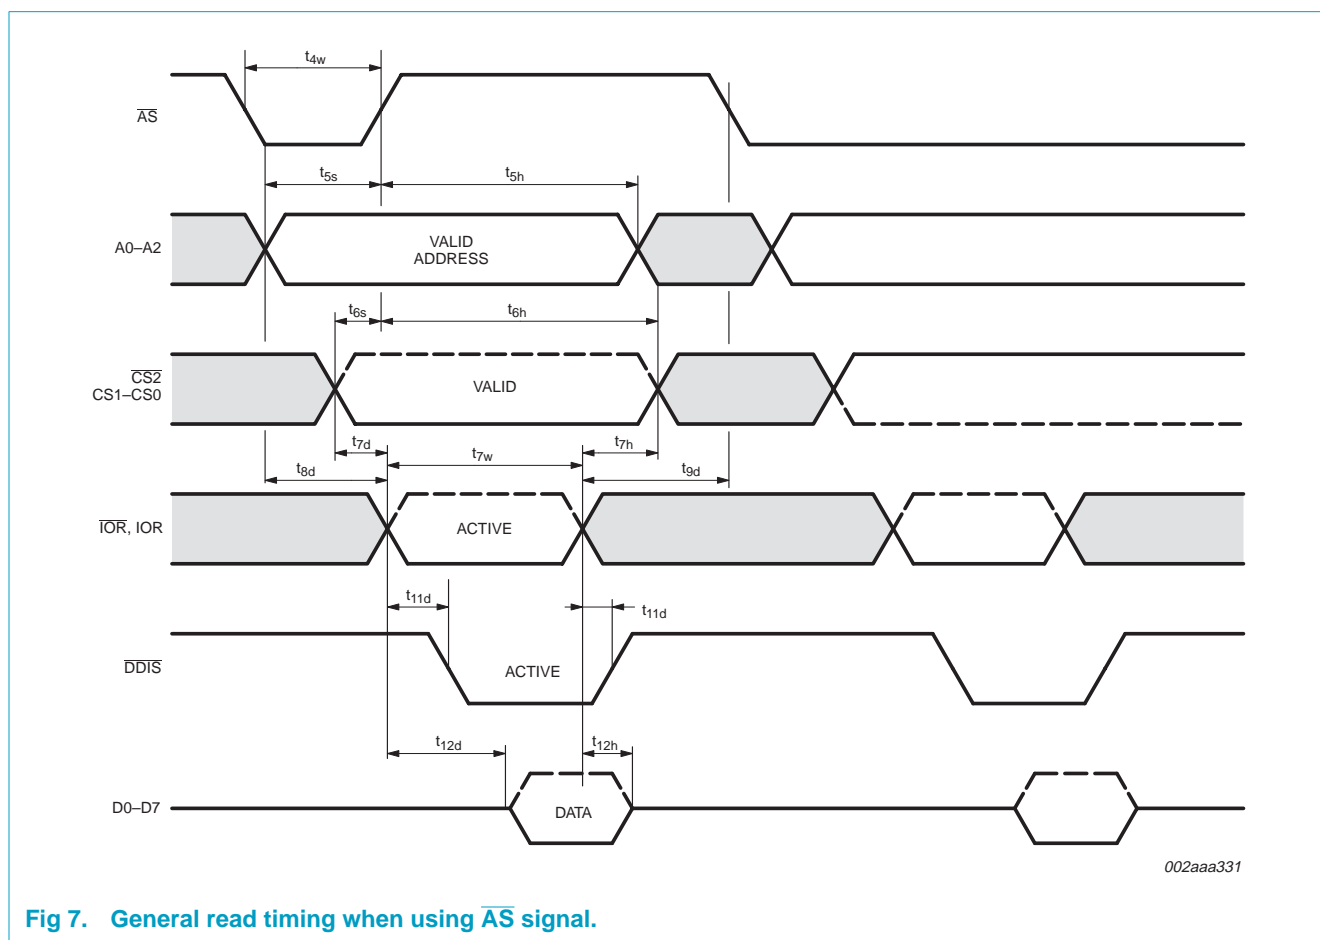 t4w
AS
t5s
t5h
A0–A2
VALID
ADDRESS
t6s
t6h
CS2
CS1–CS0
VALID
t7d
t7w
t7h
t8d
t9d
IOR, IOR
ACTIVE
t11d
t11d
DDIS
ACTIVE
t12d
t12h
D0–D7
DATA
002aaa331
Fig 7. General read timing when using AS signal.